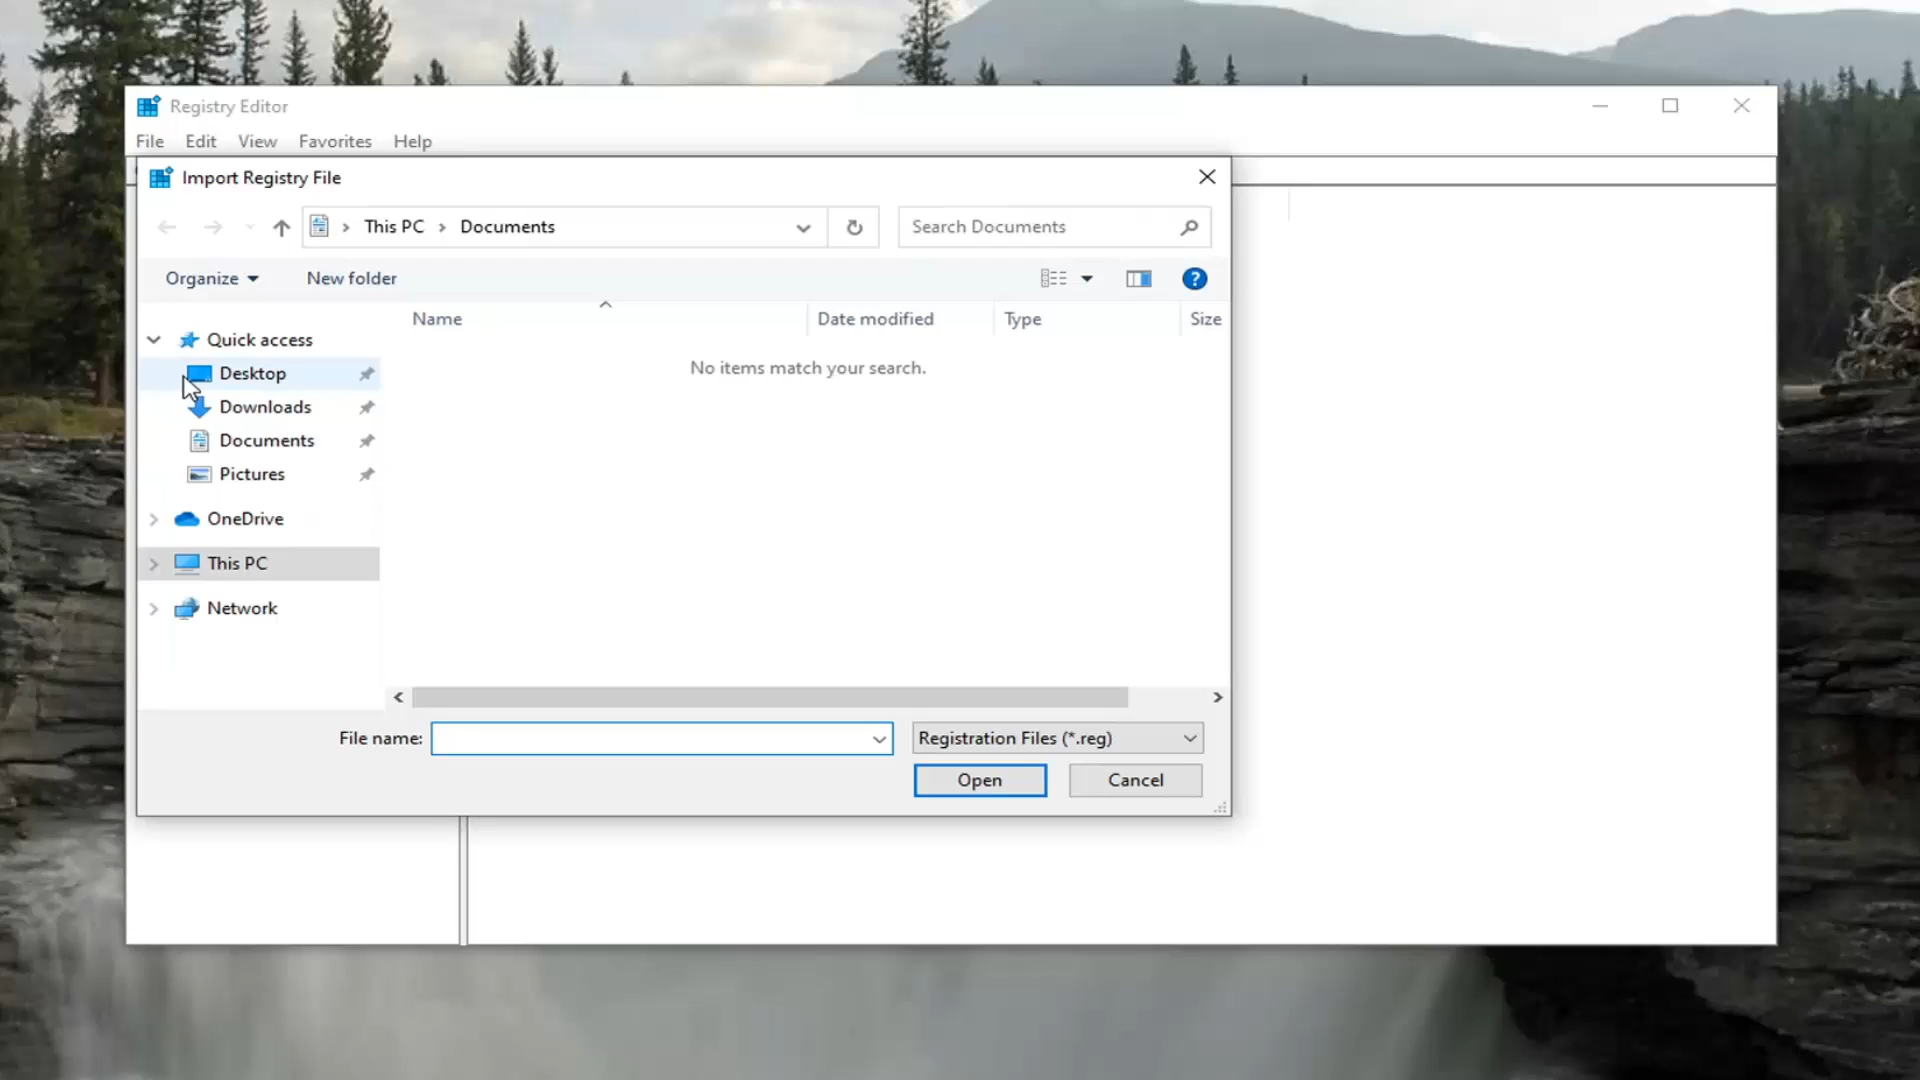 Registry Editor
File Edit View Favorites Help
Import Registry File
This PC Documents
Search Documents
Organize New folder
Name Date modified Type Size
Quick access
No items match your search.
Desktop
Downloads
Documents
Pictures
OneDrive
This PC
Network
File name: Registration Files (*.reg)
Open Cancel